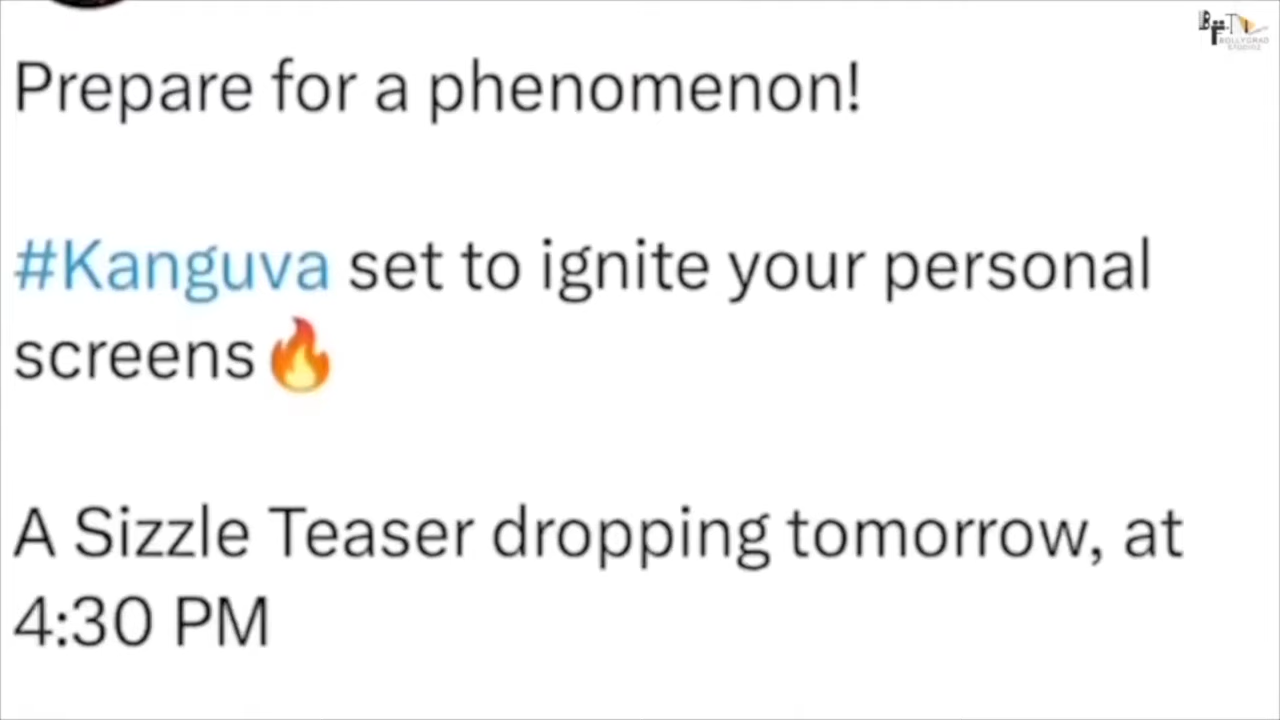 Prepare for a phenomenon!
#Kanguva set to ignite your personal
screens🔥
A Sizzle Teaser dropping tomorrow, at
4:30 PM